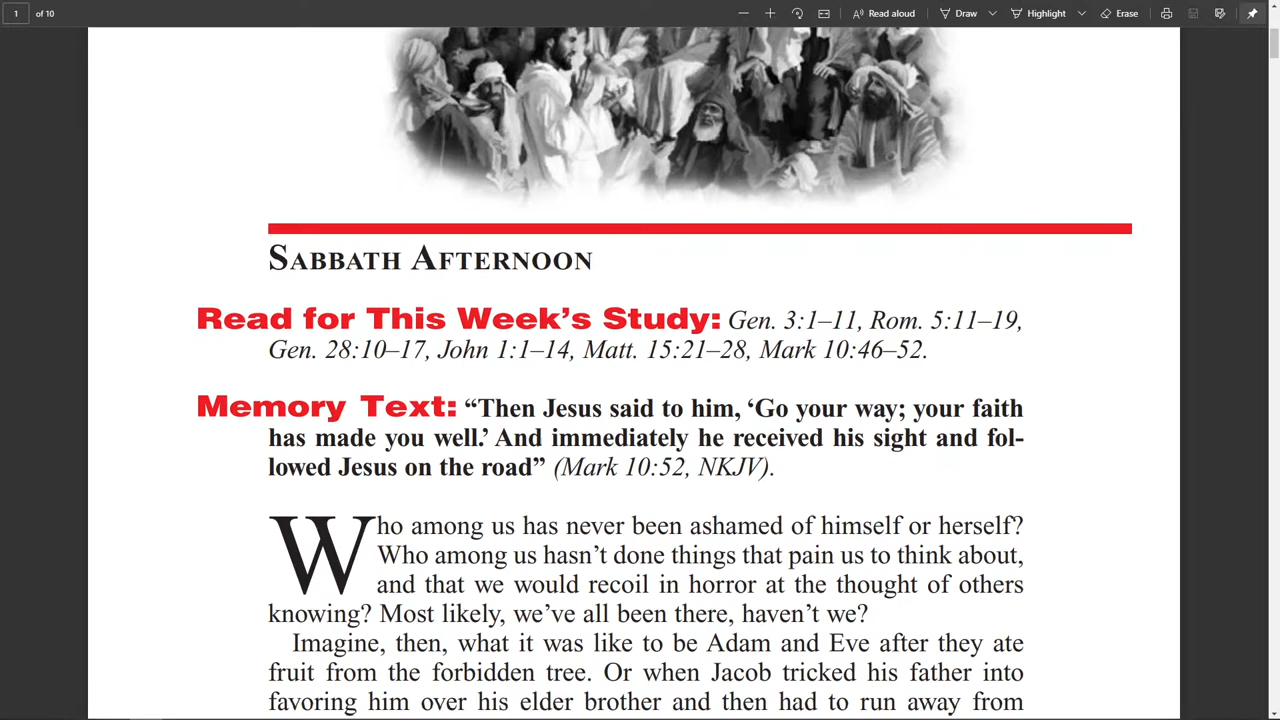 1 of 10 Read aloud Draw Highlight Erase
SABBATH AFTERNOON
Read for This Week's Study: Gen. 3:1–11, Rom. 5:11–19,
Gen. 28:10–17, John 1:1–14, Matt. 15:21–28, Mark 10:46–52.
Memory Text: “Then Jesus said to him, ‘Go your way; your faith
has made you well.’ And immediately he received his sight and fol-
lowed Jesus on the road” (Mark 10:52, NKJV).
Who among us has never been ashamed of himself or herself?
Who among us hasn’t done things that pain us to think about,
and that we would recoil in horror at the thought of others
knowing? Most likely, we’ve all been there, haven’t we?
Imagine, then, what it was like to be Adam and Eve after they ate
fruit from the forbidden tree. Or when Jacob tricked his father into
favoring him over his elder brother and then had to run away from